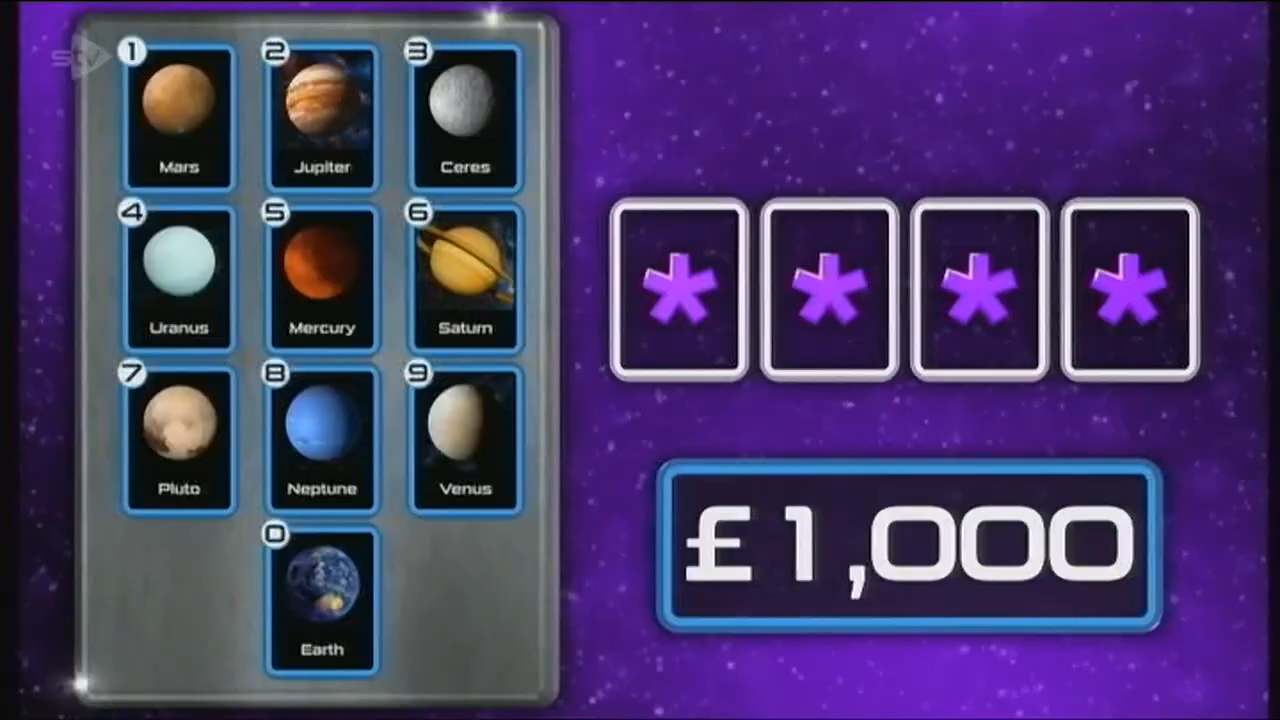 stv
1
Mars
2
Jupiter
3
Ceres
4
Uranus
5
Mercury
6
Saturn
7
Pluto
8
Neptune
9
Venus
0
Earth
* * * *
£1,000